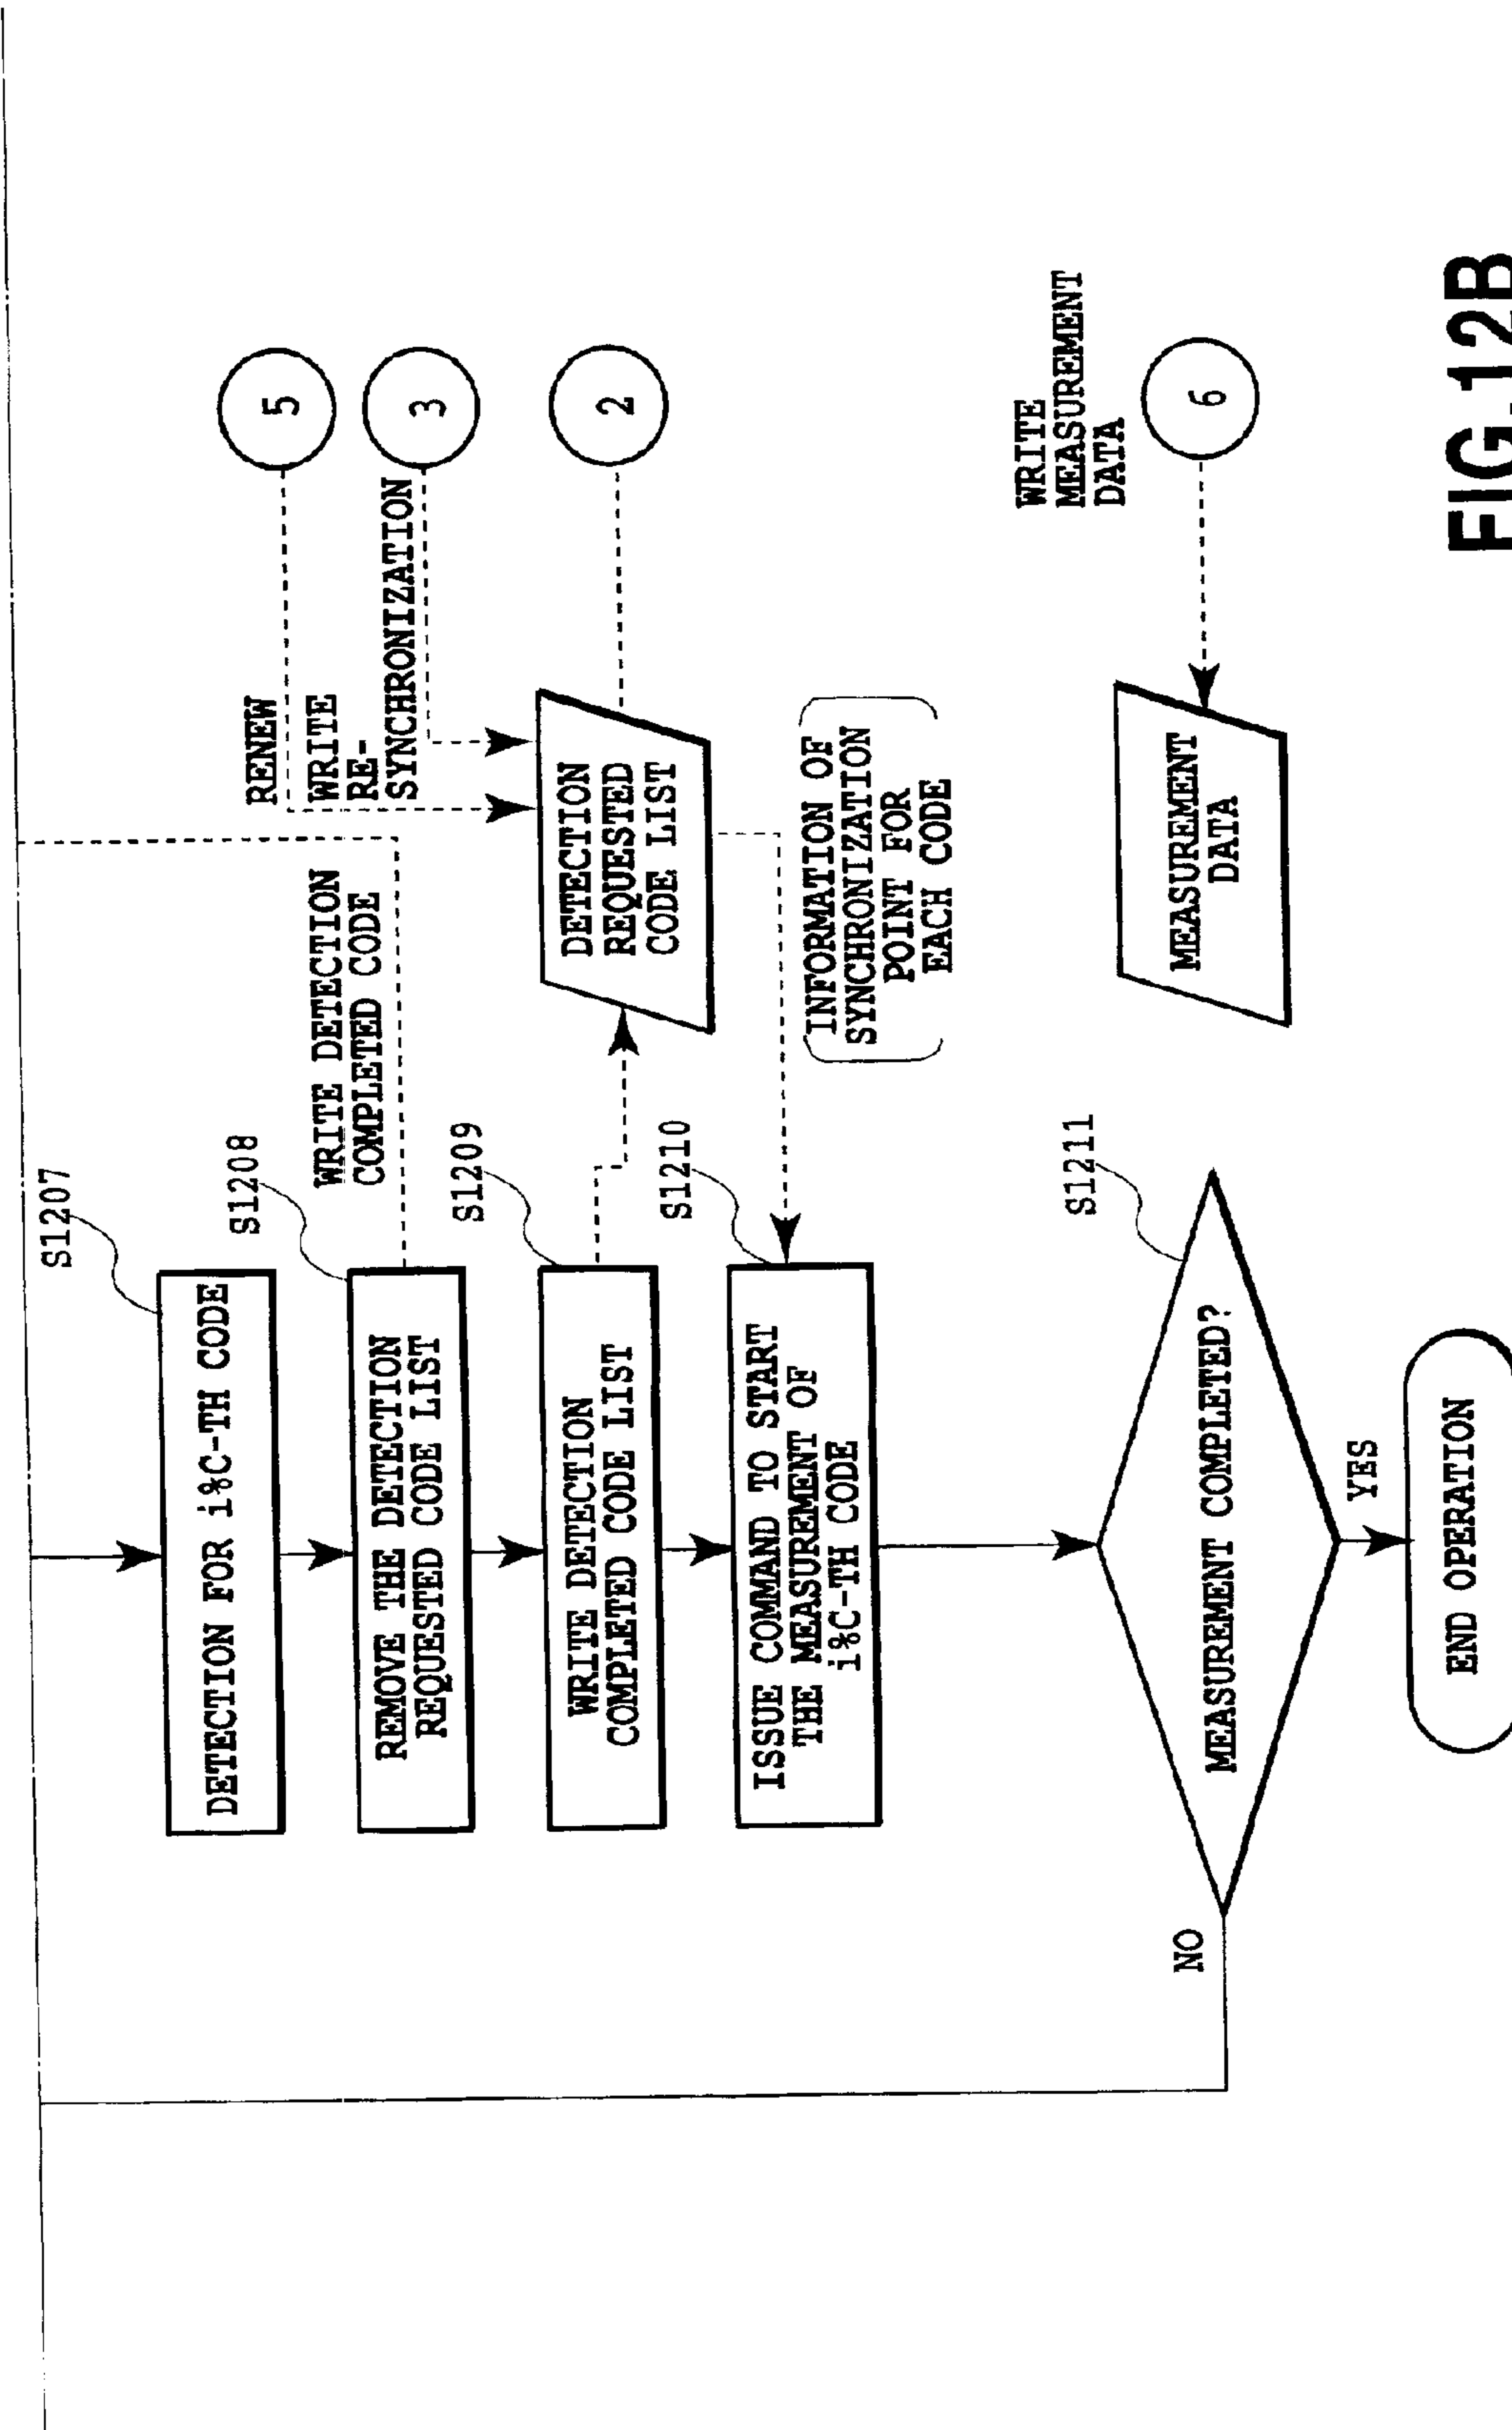 S1207
DETECTION FOR i%C-TH CODE
S1208
REMOVE THE DETECTION
REQUESTED CODE LIST
WRITE DETECTION
COMPLETED CODE
S1209
WRITE DETECTION
COMPLETED CODE LIST
S1210
ISSUE COMMAND TO START
THE MEASUREMENT OF
i%C-TH CODE
RENEW
WRITE
RE-
SYNCHRONIZATION
5
3
2
DETECTION
REQUESTED
CODE LIST
INFORMATION OF
SYNCHRONIZATION
POINT FOR
EACH CODE
S1211
MEASUREMENT COMPLETED?
NO
YES
END OPERATION
WRITE
MEASUREMENT
DATA
6
MEASUREMENT
DATA
FIG.12B